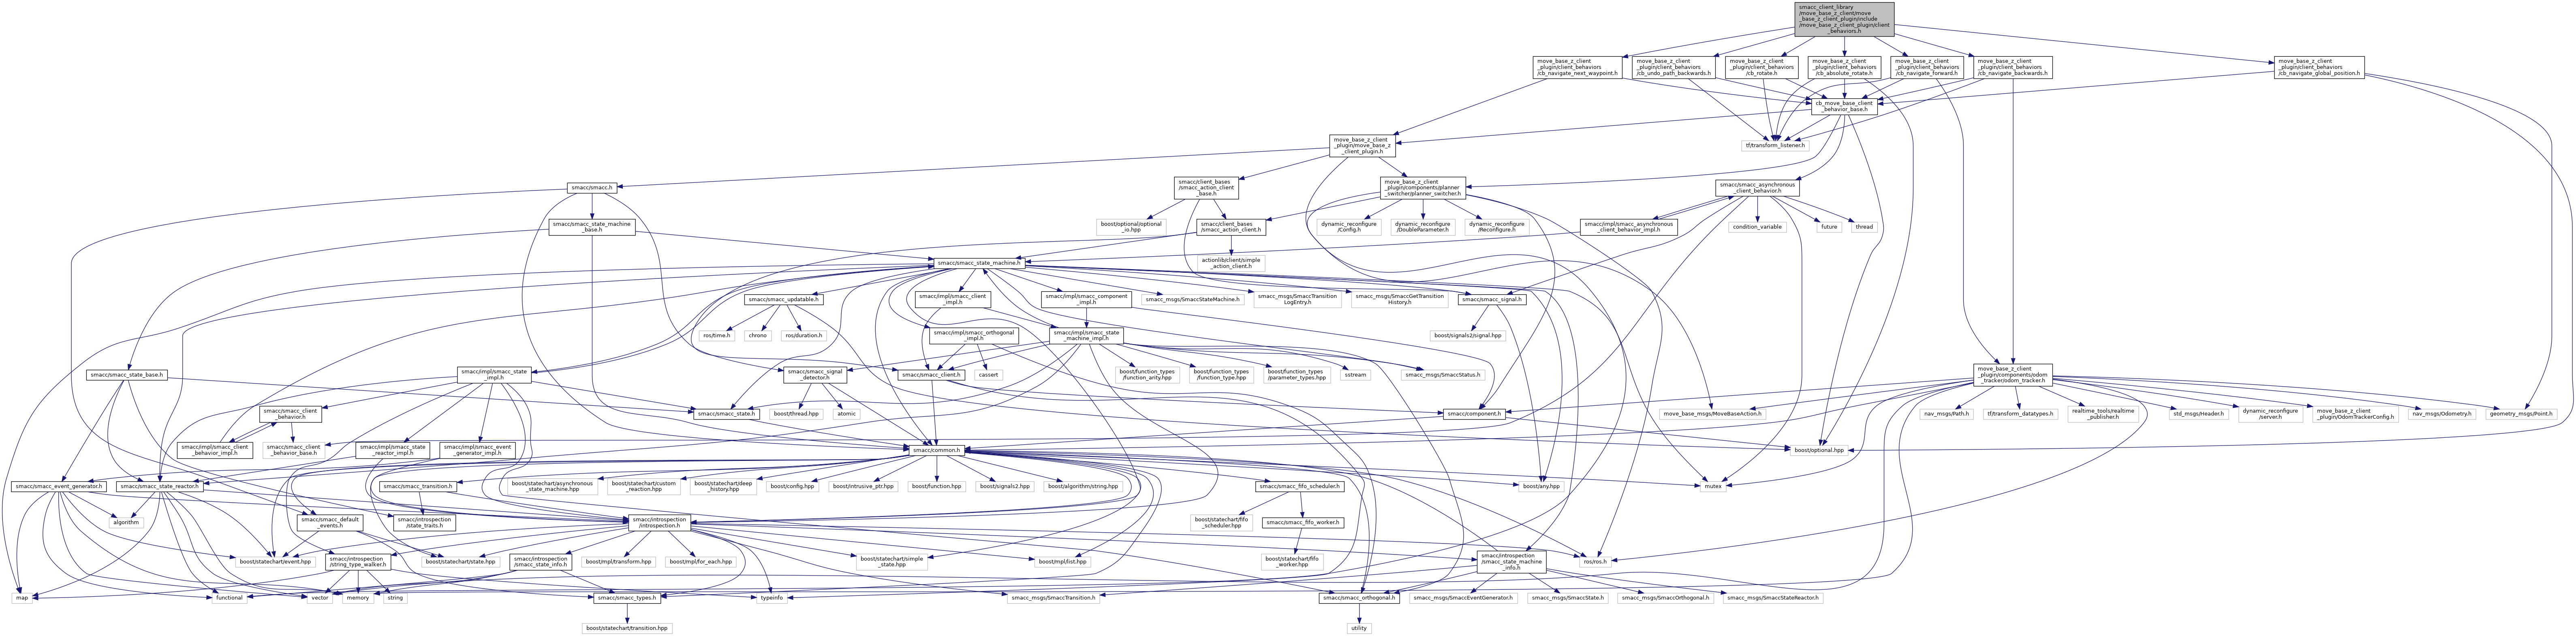 smacc_client_library
/move_base_z_client/move
_base_z_client_plugin/include
/move_base_z_client_plugin/client
_behaviors.h
move_base_z_client
_plugin/client_behaviors
/cb_navigate_next_waypoint.h
move_base_z_client
_plugin/client_behaviors
/cb_undo_path_backwards.h
move_base_z_client
_plugin/client_behaviors
/cb_rotate.h
move_base_z_client
_plugin/client_behaviors
/cb_absolute_rotate.h
move_base_z_client
_plugin/client_behaviors
/cb_navigate_forward.h
move_base_z_client
_plugin/client_behaviors
/cb_navigate_backwards.h
move_base_z_client
_plugin/client_behaviors
/cb_navigate_global_position.h
cb_move_base_client
_behavior_base.h
move_base_z_client
_plugin/move_base_z
_client_plugin.h
tf/transform_listener.h
smacc/smacc.h
smacc/client_bases
/smacc_action_client
_base.h
move_base_z_client
_plugin/components/planner
_switcher/planner_switcher.h
smacc/smacc_asynchronous
_client_behavior.h
smacc/smacc_state_machine
_base.h
boost/optional/optional
_io.hpp
smacc/client_bases
/smacc_action_client.h
dynamic_reconfigure
/Config.h
dynamic_reconfigure
/DoubleParameter.h
dynamic_reconfigure
/Reconfigure.h
smacc/impl/smacc_asynchronous
_client_behavior_impl.h
condition_variable
future
thread
smacc/smacc_state_machine.h
actionlib/client/simple
_action_client.h
smacc/smacc_updatable.h
smacc/impl/smacc_client
_impl.h
smacc/impl/smacc_component
_impl.h
smacc_msgs/SmaccStateMachine.h
smacc_msgs/SmaccTransition
LogEntry.h
smacc_msgs/SmaccGetTransition
History.h
smacc/smacc_signal.h
ros/time.h
chrono
ros/duration.h
smacc/impl/smacc_orthogonal
_impl.h
smacc/impl/smacc_state
_machine_impl.h
boost/signals2/signal.hpp
smacc/smacc_state_base.h
smacc/impl/smacc_state
_impl.h
smacc/smacc_signal
_detector.h
smacc/smacc_client.h
cassert
boost/function_types
/function_arity.hpp
boost/function_types
/function_type.hpp
boost/function_types
/parameter_types.hpp
sstream
smacc_msgs/SmaccStatus.h
move_base_z_client
_plugin/components/odom
_tracker/odom_tracker.h
smacc/smacc_client
_behavior.h
boost/thread.hpp
atomic
smacc/smacc_state.h
smacc/component.h
move_base_msgs/MoveBaseAction.h
nav_msgs/Path.h
tf/transform_datatypes.h
realtime_tools/realtime
_publisher.h
std_msgs/Header.h
dynamic_reconfigure
/server.h
move_base_z_client
_plugin/OdomTrackerConfig.h
nav_msgs/Odometry.h
geometry_msgs/Point.h
smacc/impl/smacc_client
_behavior_impl.h
smacc/smacc_client
_behavior_base.h
smacc/impl/smacc_state
_reactor_impl.h
smacc/impl/smacc_event
_generator_impl.h
smacc/common.h
boost/optional.hpp
smacc/smacc_event_generator.h
smacc/smacc_state_reactor.h
smacc/smacc_transition.h
boost/statechart/asynchronous
_state_machine.hpp
boost/statechart/custom
_reaction.hpp
boost/statechart/deep
_history.hpp
boost/config.hpp
boost/intrusive_ptr.hpp
boost/function.hpp
boost/signals2.hpp
boost/algorithm/string.hpp
smacc/smacc_fifo_scheduler.h
boost/any.hpp
mutex
algorithm
smacc/smacc_default
_events.h
smacc/introspection
/state_traits.h
smacc/introspection
/introspection.h
boost/statechart/fifo
_scheduler.hpp
smacc/smacc_fifo_worker.h
boost/statechart/event.hpp
smacc/introspection
/string_type_walker.h
boost/statechart/state.hpp
smacc/introspection
/smacc_state_info.h
boost/mpl/transform.hpp
boost/mpl/for_each.hpp
boost/statechart/simple
_state.hpp
boost/mpl/list.hpp
boost/statechart/fifo
_worker.hpp
smacc/introspection
/smacc_state_machine
_info.h
ros/ros.h
map
functional
vector
memory
string
smacc/smacc_types.h
typeinfo
smacc_msgs/SmaccTransition.h
smacc/smacc_orthogonal.h
smacc_msgs/SmaccEventGenerator.h
smacc_msgs/SmaccState.h
smacc_msgs/SmaccOrthogonal.h
smacc_msgs/SmaccStateReactor.h
boost/statechart/transition.hpp
utility